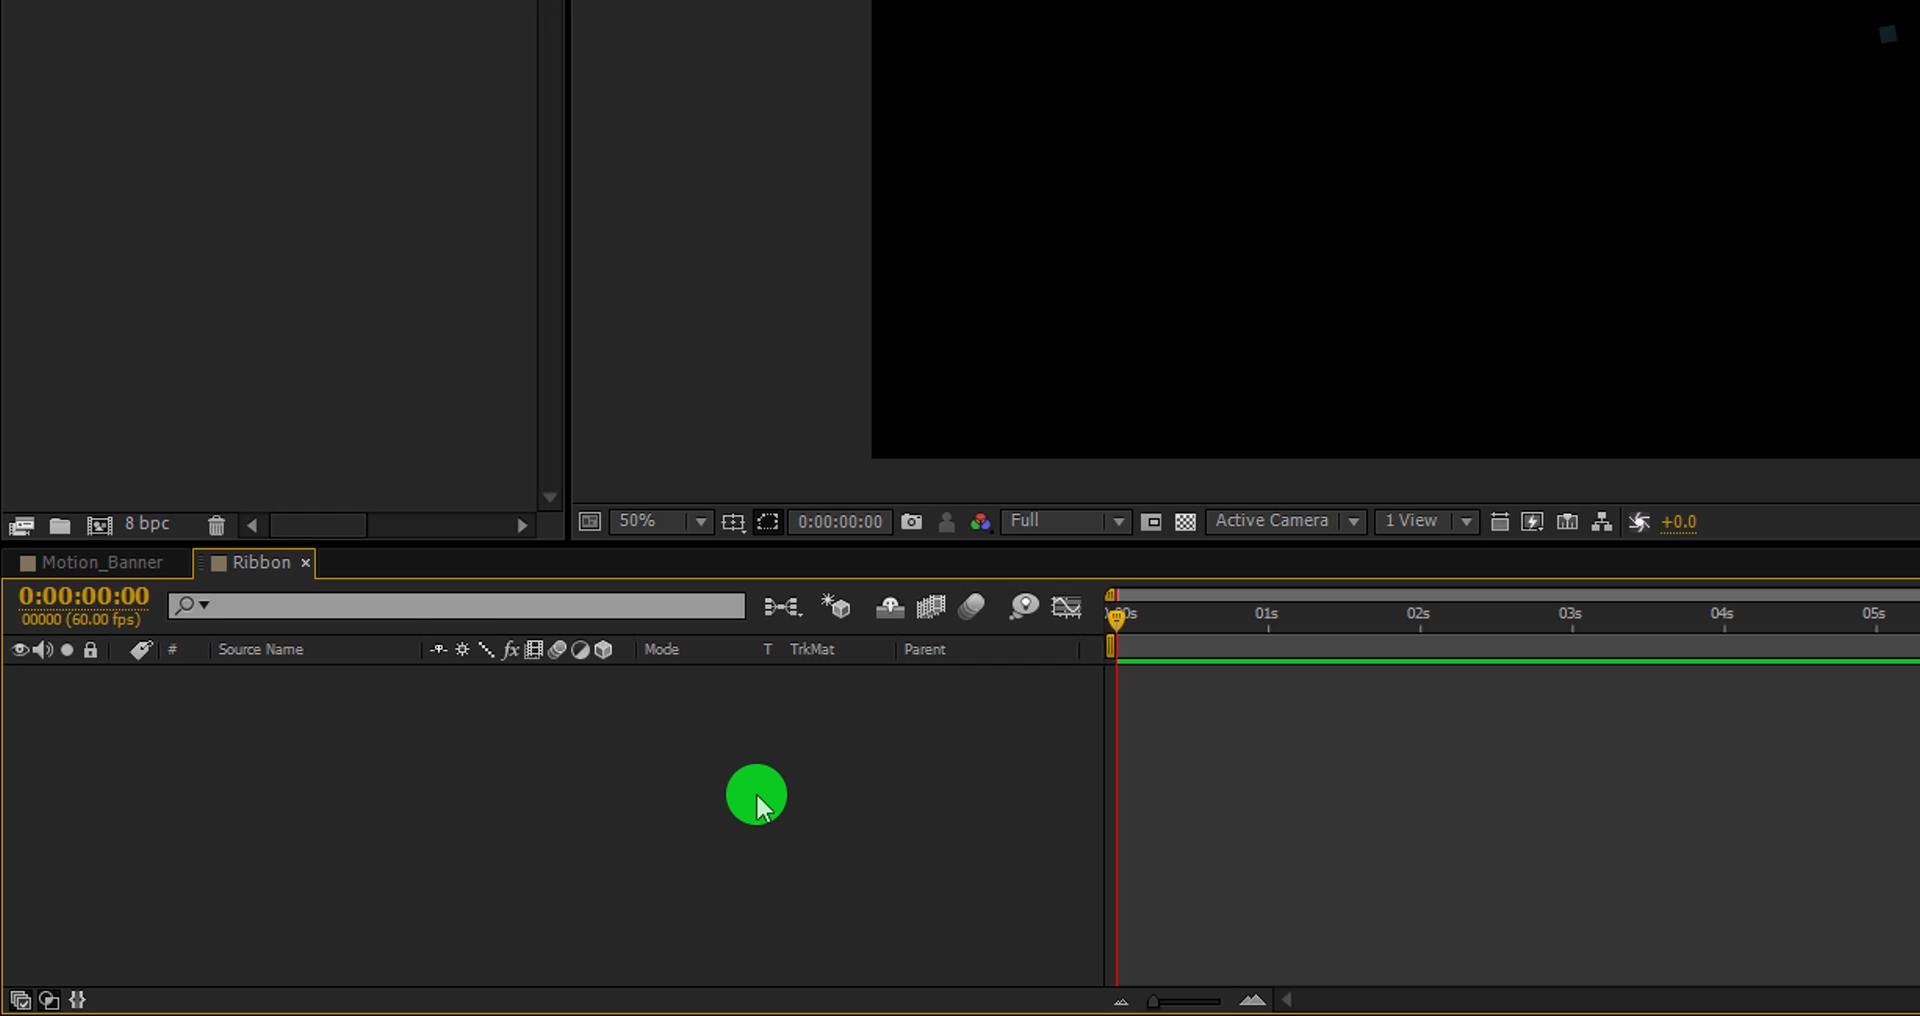 8 bpc
50%
0:00:00:00
Full
Active Camera
1 View
+0.0
Motion_Banner
Ribbon ×
0:00:00:00
00000 (60.00 fps)
01s
02s
03s
04s
05s
#
Source Name
fx
Mode
T
TrkMat
Parent